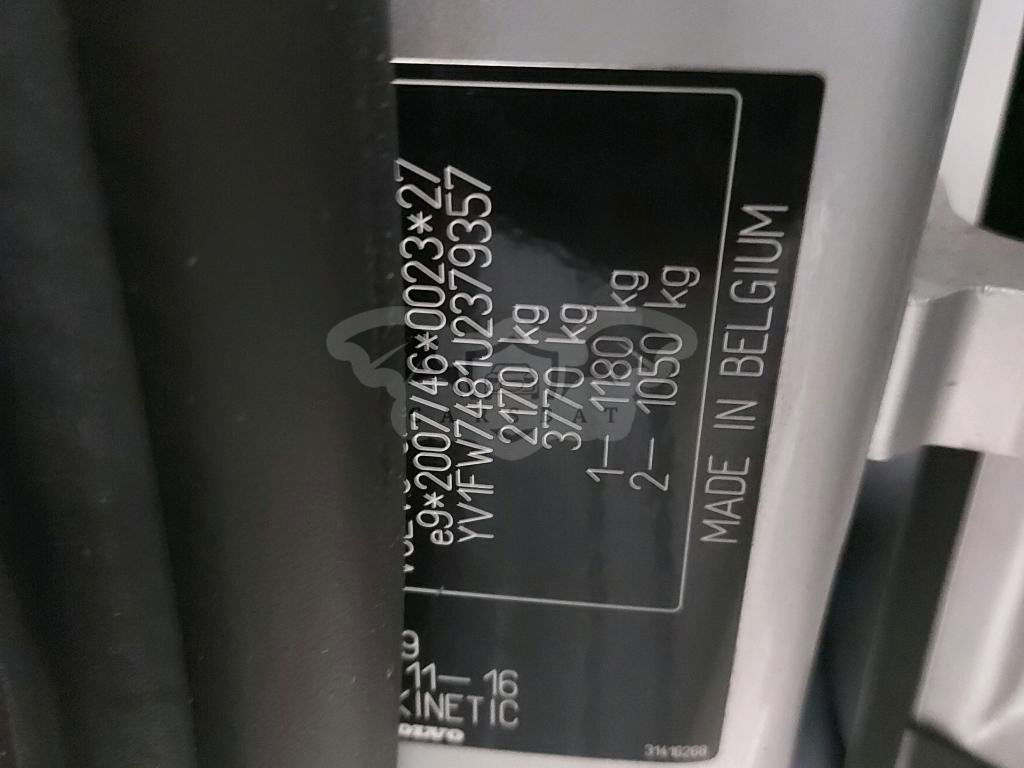 e9*2007/46*0023*27
YV1FW7481J2379357
2170 kg
3770 kg
1– 1180 kg
2– 1050 kg
MADE IN BELGIUM
11– 16
KINETIC
VOLVO
31416268